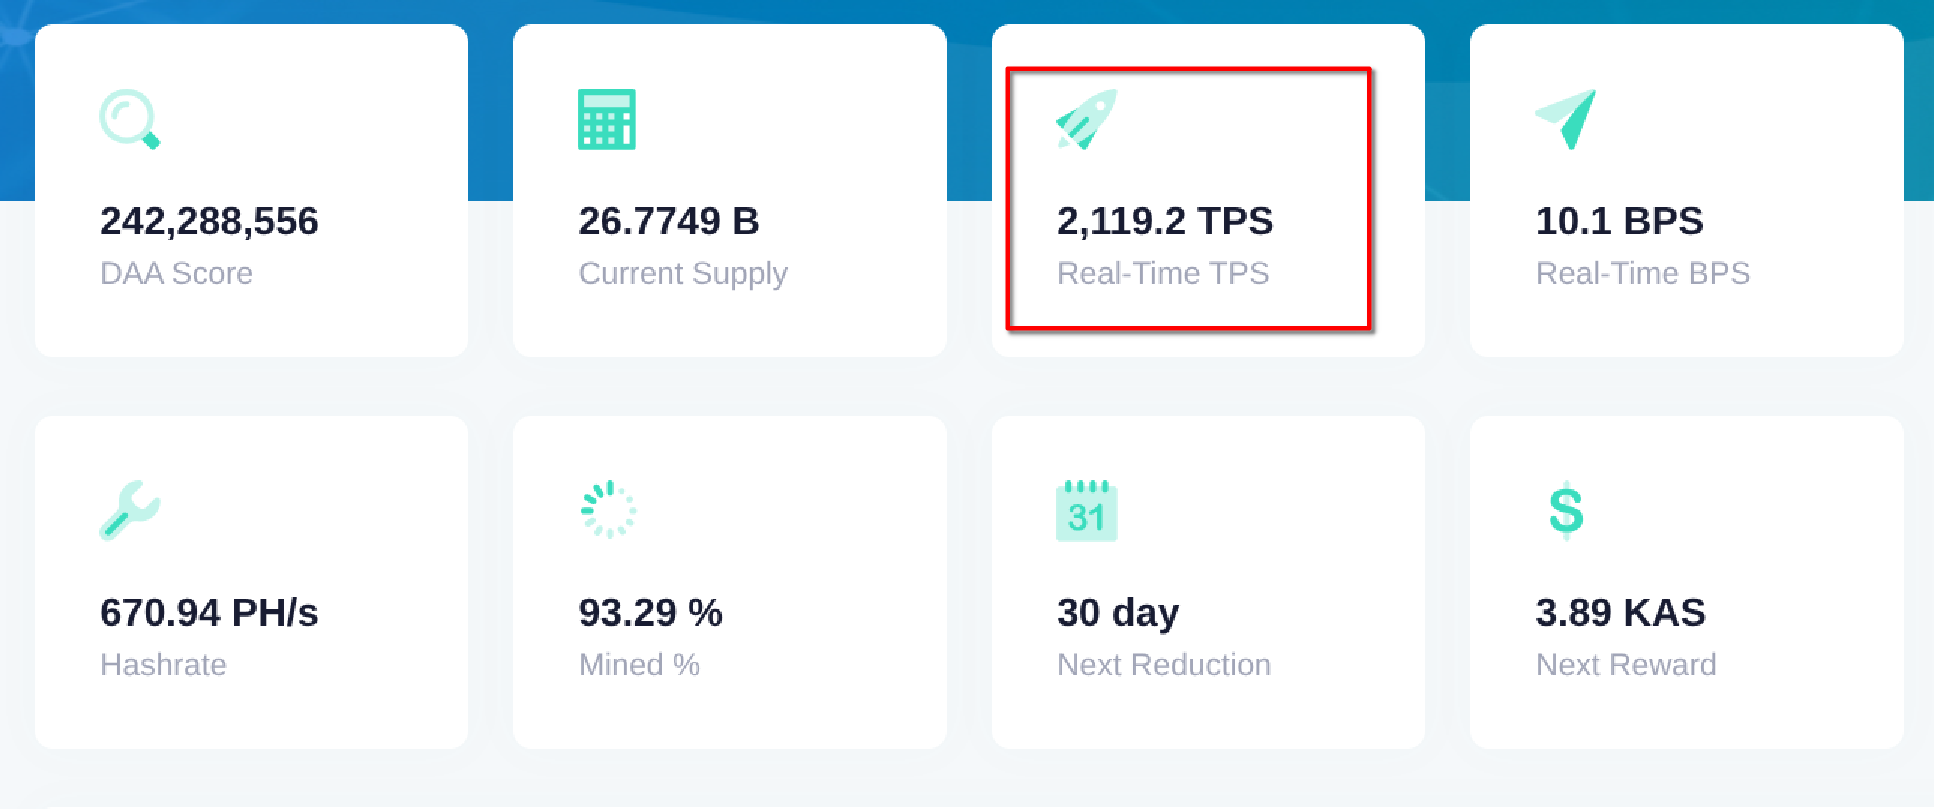 242,288,556
DAA Score
26.7749 B
Current Supply
2,119.2 TPS
Real-Time TPS
10.1 BPS
Real-Time BPS
670.94 PH/s
Hashrate
93.29 %
Mined %
31
30 day
Next Reduction
$
3.89 KAS
Next Reward